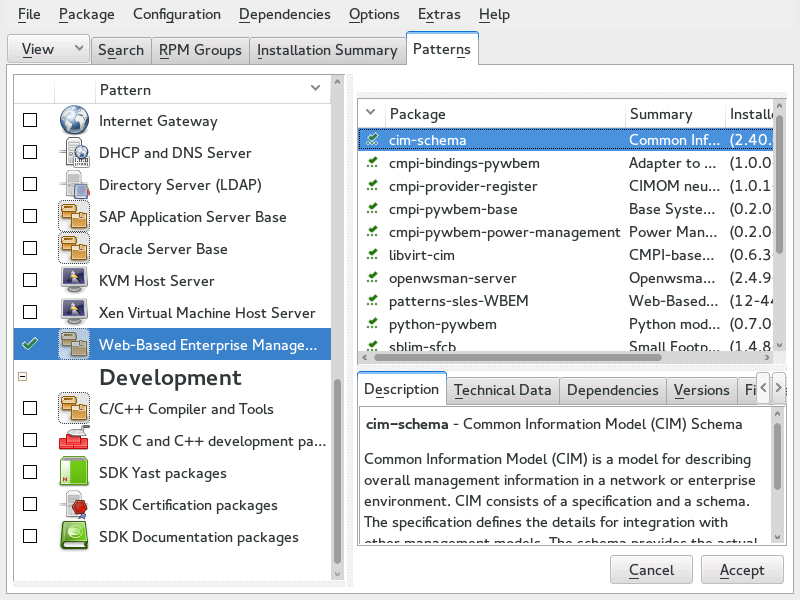 File Package Configuration Dependencies Options Extras Help
View Search RPM Groups Installation Summary Patterns
Pattern
Internet Gateway
DHCP and DNS Server
Directory Server (LDAP)
SAP Application Server Base
Oracle Server Base
KVM Host Server
Xen Virtual Machine Host Server
Web-Based Enterprise Manage...
Development
C/C++ Compiler and Tools
SDK C and C++ development pa...
SDK Yast packages
SDK Certification packages
SDK Documentation packages
Package Summary Installe
cim-schema Common Inf... (2.40.
cmpi-bindings-pywbem Adapter to ... (1.0.0-
cmpi-provider-register CIMOM neu... (1.0.1-
cmpi-pywbem-base Base Syste... (0.2.0-
cmpi-pywbem-power-management Power Man... (0.2.0-
libvirt-cim CMPI-base... (0.6.3-
openwsman-server Openwsma... (2.4.9-
patterns-sles-WBEM Web-Based... (12-4
python-pywbem Python mod... (0.7.0-
sblim-sfcb Small Footp... (1.4.8-
Description Technical Data Dependencies Versions Fi
cim-schema - Common Information Model (CIM) Schema
Common Information Model (CIM) is a model for describing
overall management information in a network or enterprise
environment. CIM consists of a specification and a schema.
The specification defines the details for integration with
other management models. The schema provides the actual
Cancel Accept